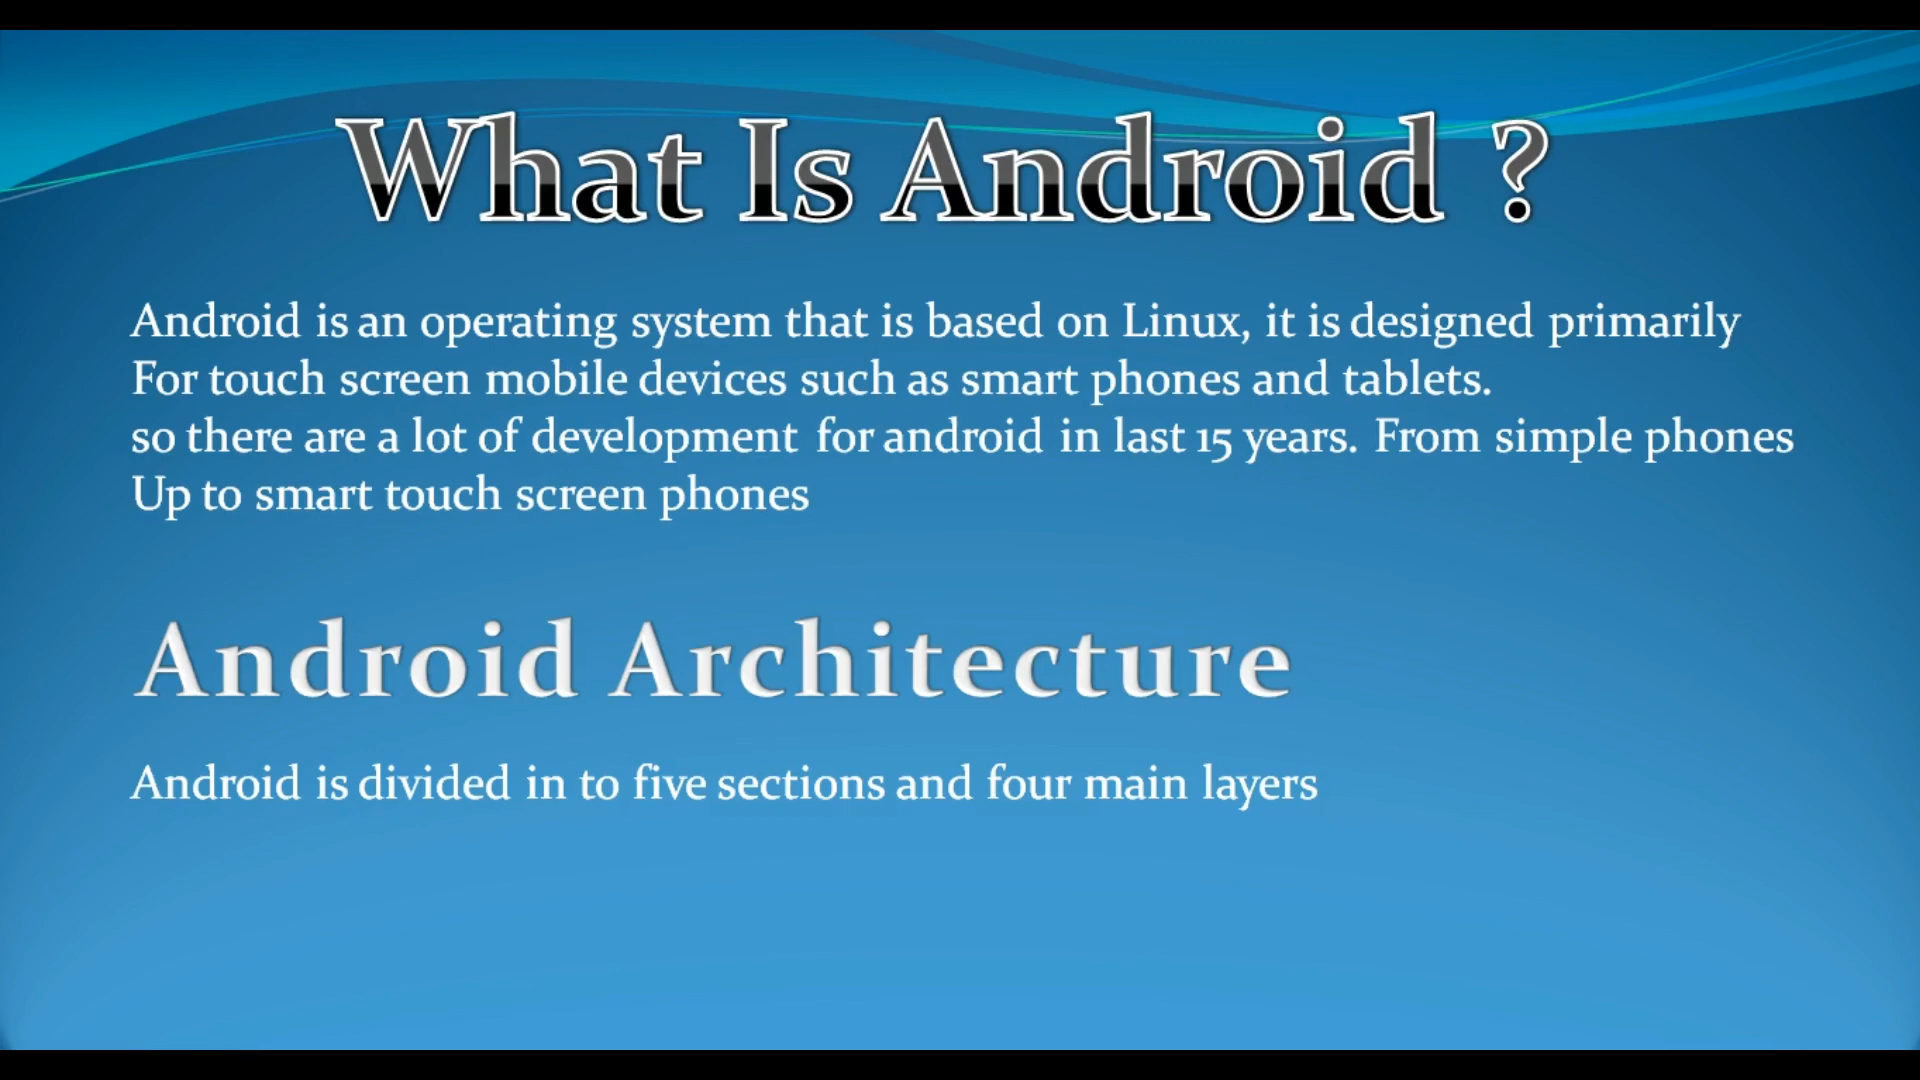 What Is Android ?
Android is an operating system that is based on Linux, it is designed primarily
For touch screen mobile devices such as smart phones and tablets.
so there are a lot of development for android in last 15 years. From simple phones
Up to smart touch screen phones
Android Architecture
Android is divided in to five sections and four main layers